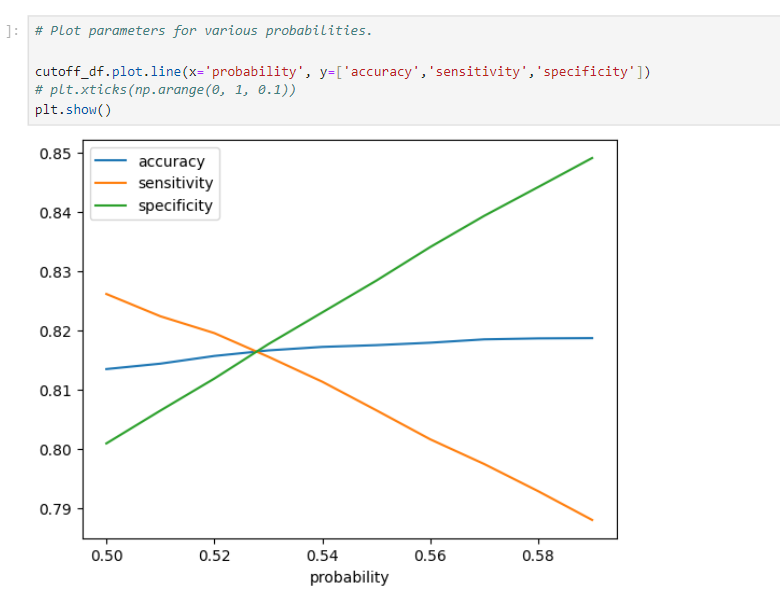 ]:
# Plot parameters for various probabilities.
cutoff_df.plot.line(x='probability', y=['accuracy','sensitivity','specificity'])
# plt.xticks(np.arange(0, 1, 0.1))
plt.show()
0.85
0.84
0.83
0.82
0.81
0.80
0.79
accuracy
sensitivity
specificity
0.50 0.52 0.54 0.56 0.58
probability